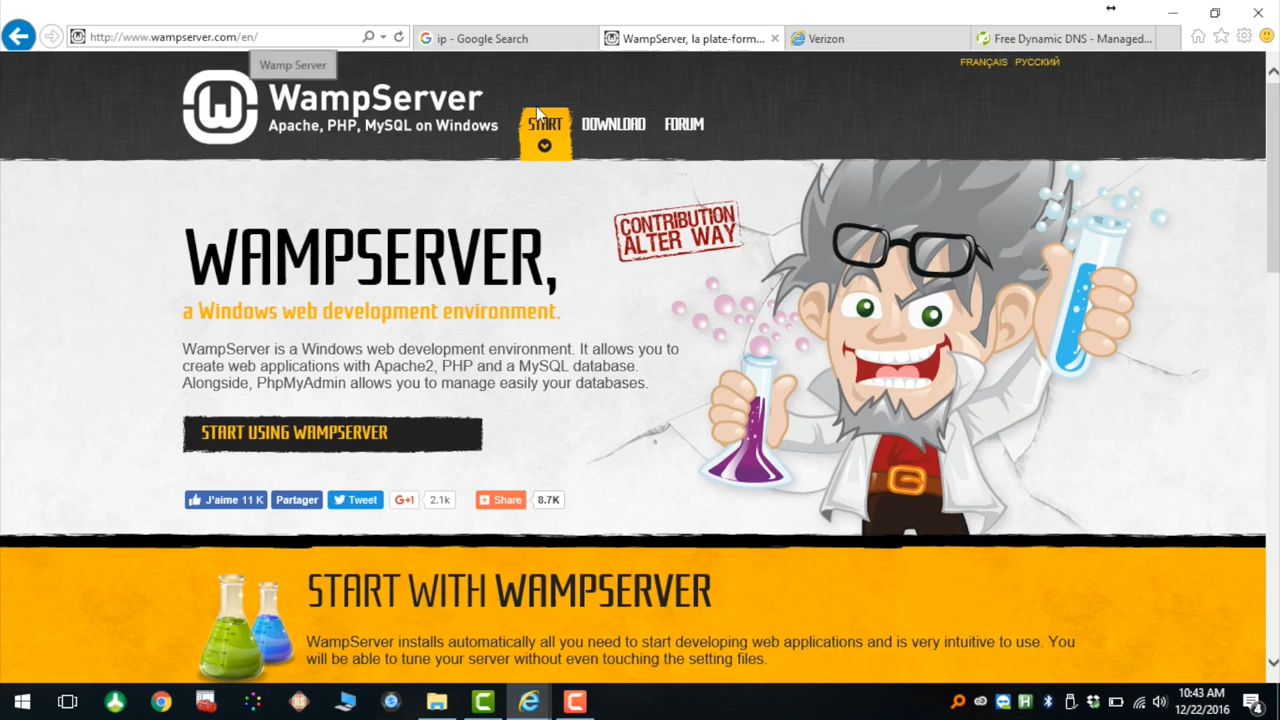 http://www.wampserver.com/en/
ip - Google Search
WampServer, la plate-form...
Verizon
Free Dynamic DNS - Managed...
Wamp Server
FRANÇAIS РУССКИЙ
W
WampServer
Apache, PHP, MySQL on Windows
START
DOWNLOAD
FORUM
CONTRIBUTION
ALTER WAY
WAMPSERVER,
a Windows web development environment.
WampServer is a Windows web development environment. It allows you to
create web applications with Apache2, PHP and a MySQL database.
Alongside, PhpMyAdmin allows you to manage easily your databases.
START USING WAMPSERVER
J'aime 11 K
Partager
Tweet
G+1
2.1k
Share
8.7K
START WITH WAMPSERVER
WampServer installs automatically all you need to start developing web applications and is very intuitive to use. You
will be able to tune your server without even touching the setting files.
10:43 AM
12/22/2016
4